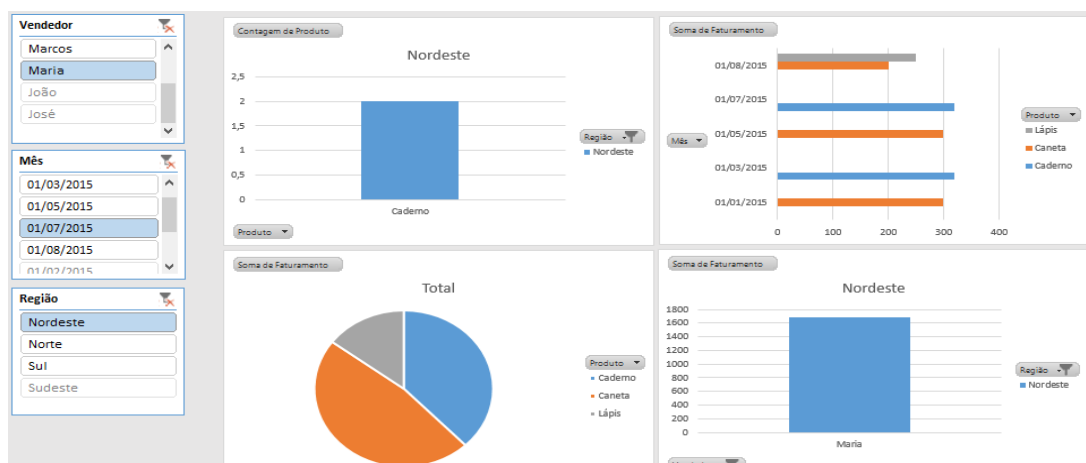 Vendedor
Marcos
Maria
João
José
Mês
01/03/2015
01/05/2015
01/07/2015
01/08/2015
01/02/2015
Região
Nordeste
Norte
Sul
Sudeste
Contagem de Produto
Nordeste
2,5
2
1,5
1
0,5
0
Caderno
Região
Nordeste
Produto
Soma de Faturamento
01/08/2015
01/07/2015
01/05/2015
01/03/2015
01/01/2015
0 100 200 300 400
Mês
Produto
Lápis
Caneta
Caderno
Soma de Faturamento
Total
Produto
Caderno
Caneta
Lápis
Soma de Faturamento
Nordeste
1800
1600
1400
1200
1000
800
600
400
200
0
Maria
Região
Nordeste